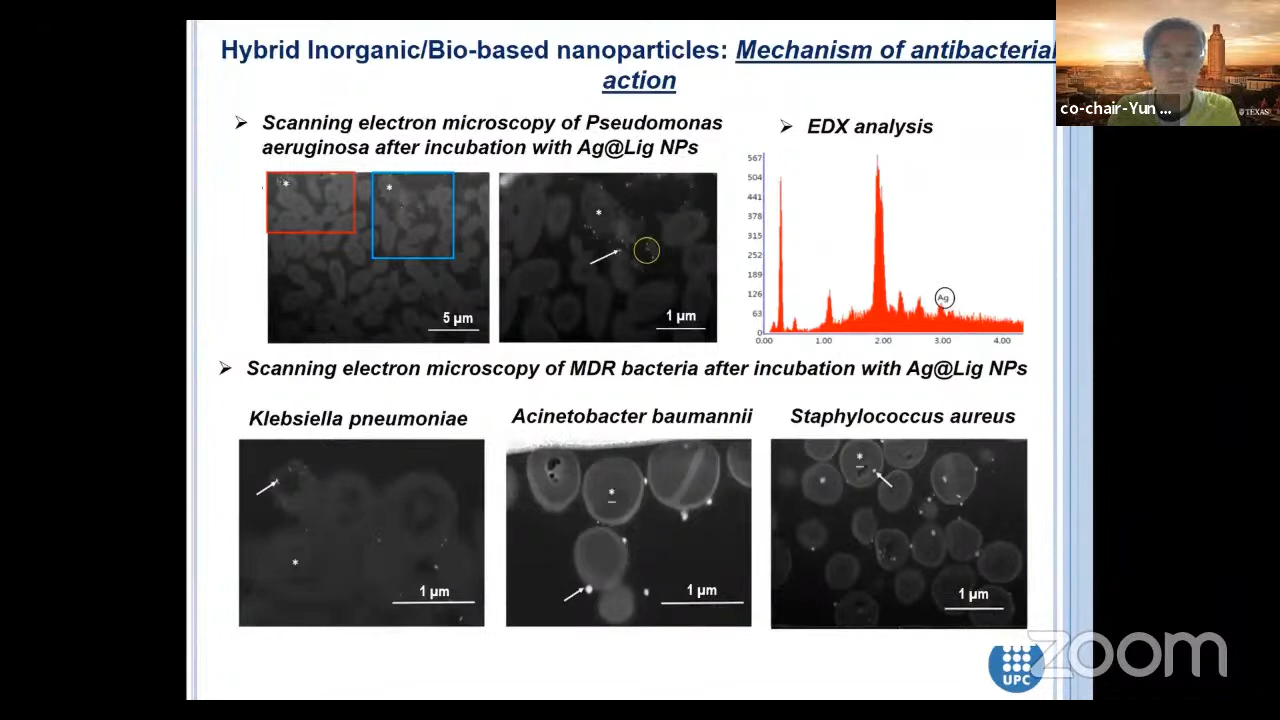 Hybrid Inorganic/Bio-based nanoparticles: Mechanism of antibacterial
action
co-chair-Yun ...
TEXAS
➢ Scanning electron microscopy of Pseudomonas
aeruginosa after incubation with Ag@Lig NPs
➢ EDX analysis
*
*
5 µm
*
1 µm
567
504
441
378
315
252
189
126
63
0
Ag
0.00 1.00 2.00 3.00 4.00
➢ Scanning electron microscopy of MDR bacteria after incubation with Ag@Lig NPs
Klebsiella pneumoniae
Acinetobacter baumannii
Staphylococcus aureus
*
1 µm
*
1 µm
*
1 µm
UPC
zoom